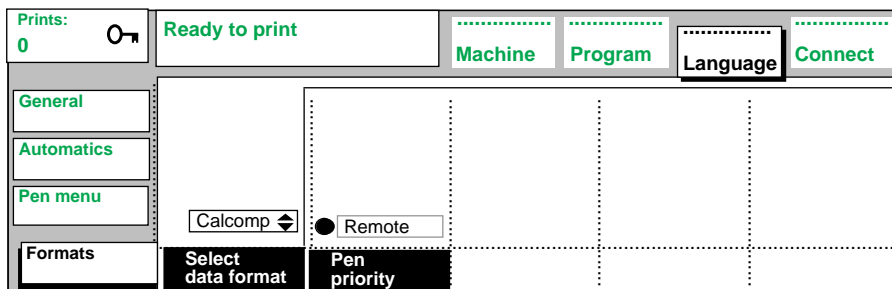 Prints:
0
Ready to print
Machine
Program
Language
Connect
General
Automatics
Pen menu
Formats
Calcomp
Remote
Select
data format
Pen
priority